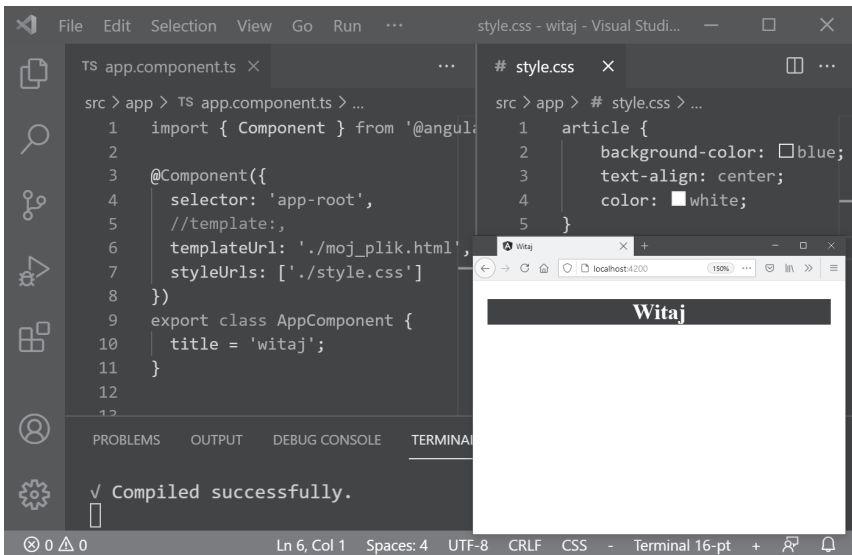 File Edit Selection View Go Run ··· style.css - witaj - Visual Studi...
TS app.component.ts × ···
src > app > TS app.component.ts > ...
1 import { Component } from '@angula
2
3 @Component({
4 selector: 'app-root',
5 //template:,
6 templateUrl: './moj_plik.html',
7 styleUrls: ['./style.css']
8 })
9 export class AppComponent {
10 title = 'witaj';
11 }
12
13
# style.css ×  ···
src > app > # style.css > ...
1 article {
2 background-color: blue;
3 text-align: center;
4 color: white;
5 }
Witaj × +
localhost:4200 150% ···
Witaj
PROBLEMS OUTPUT DEBUG CONSOLE TERMINAL
√ Compiled successfully.
0 0 Ln 6, Col 1 Spaces: 4 UTF-8 CRLF CSS - Terminal 16-pt +